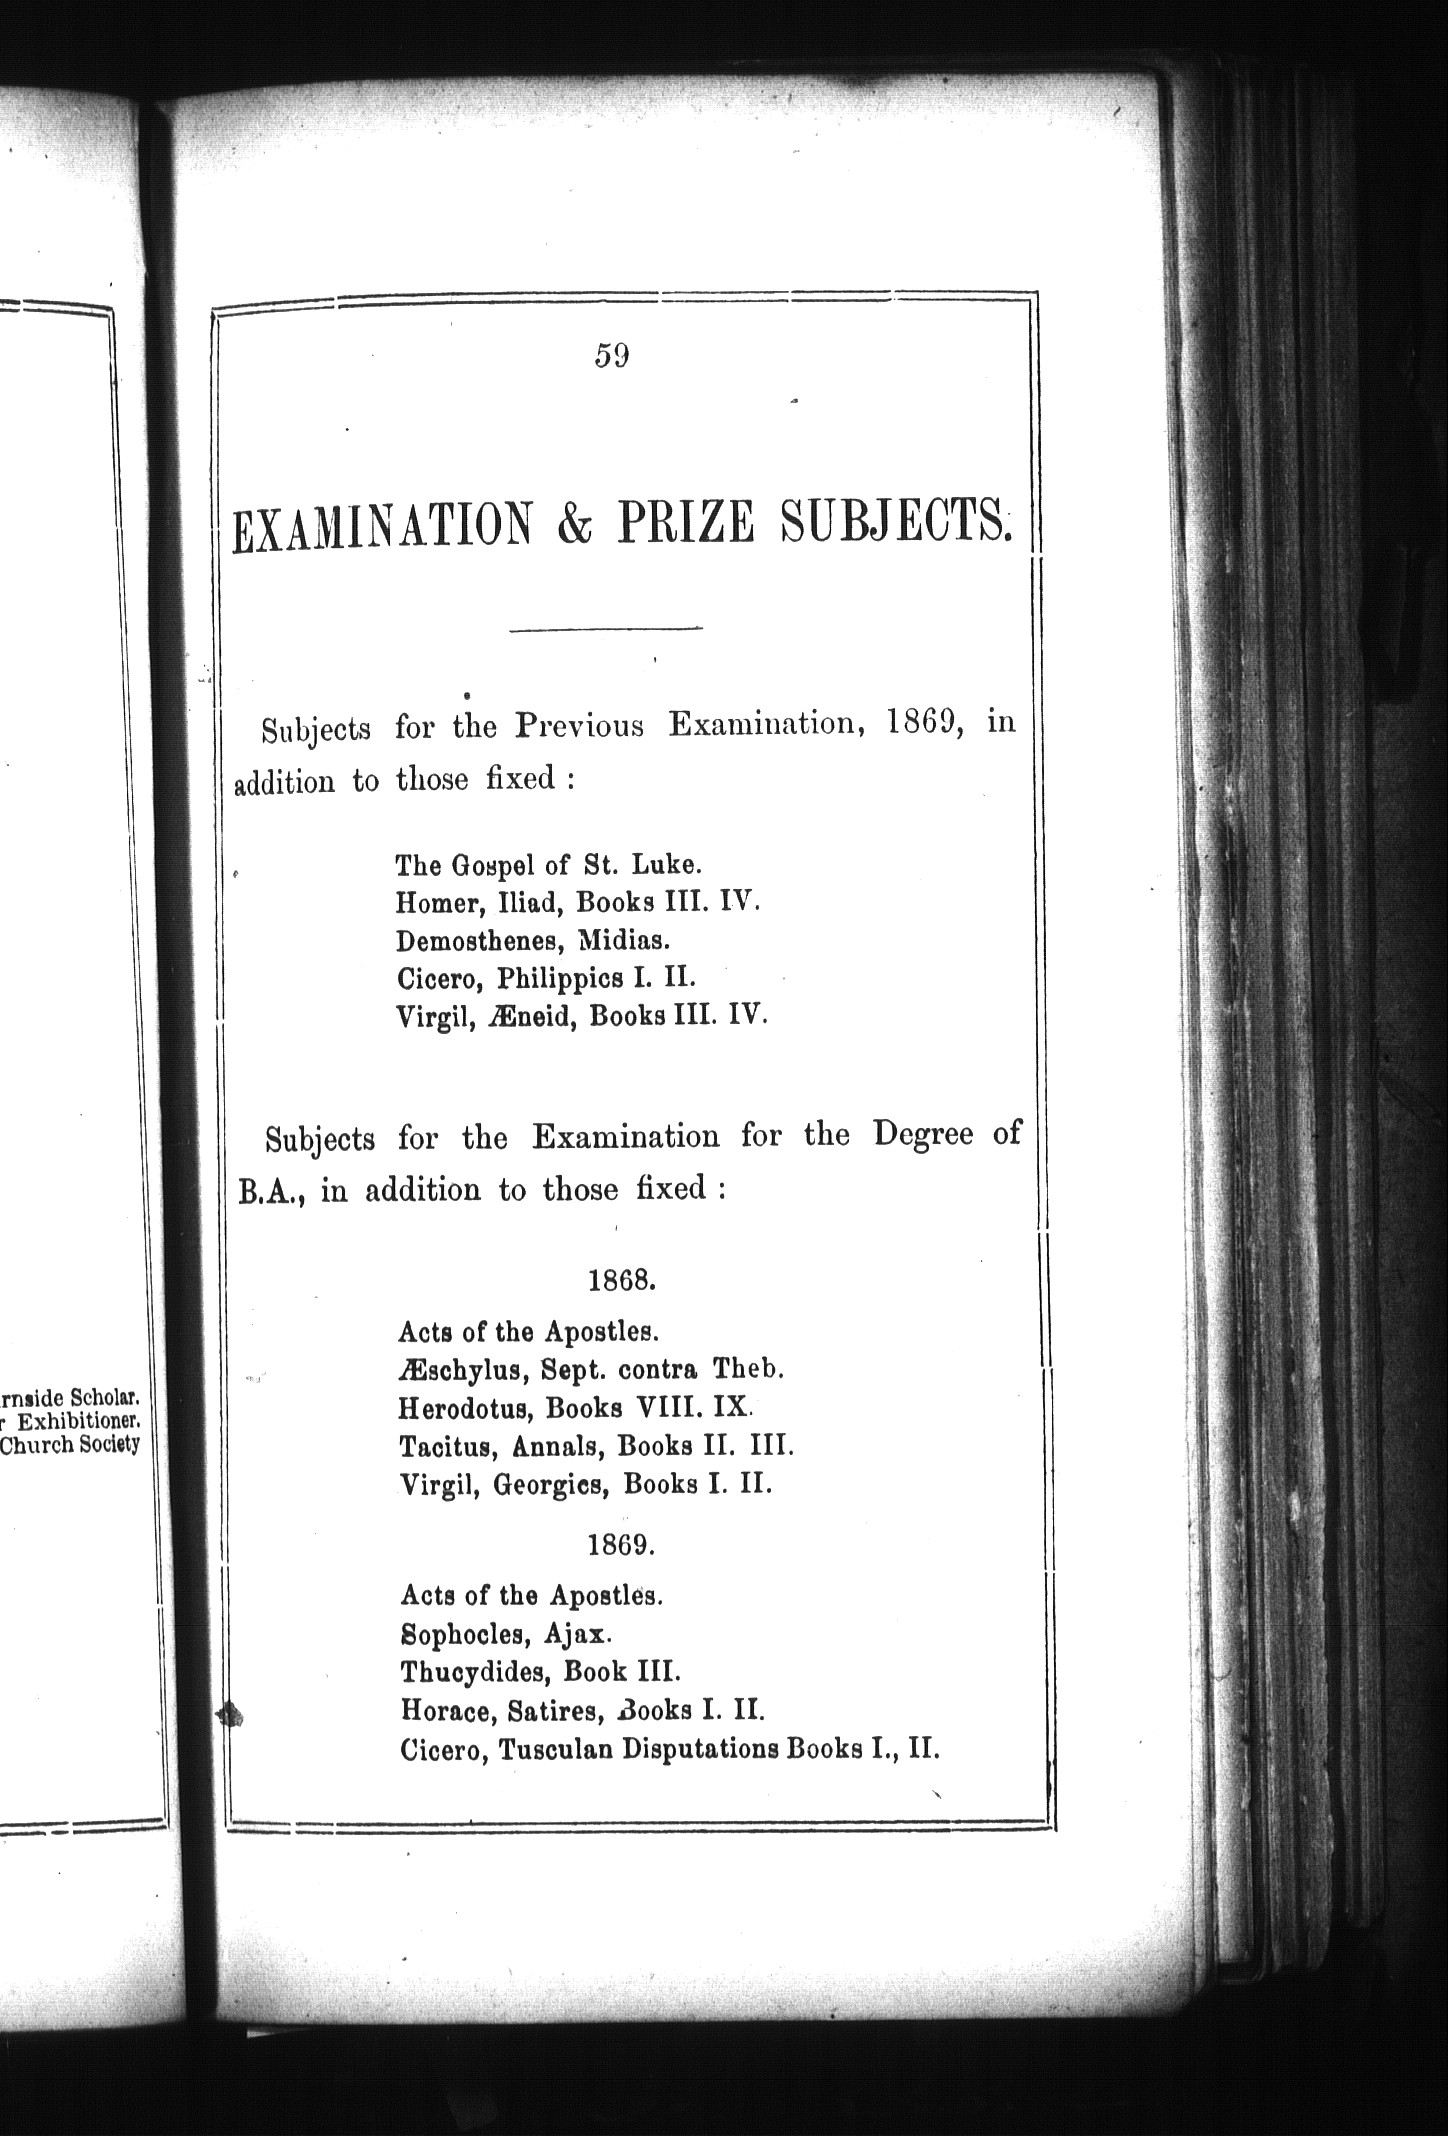 rnside Scholar.
r Exhibitioner.
Church Society
59
EXAMINATION & PRIZE SUBJECTS.
Subjects for the Previous Examination, 1869, in
addition to those fixed :
The Gospel of St. Luke.
Homer, Iliad, Books III. IV.
Demosthenes, Midias.
Cicero, Philippics I. II.
Virgil, Æneid, Books III. IV.
Subjects for the Examination for the Degree of
B.A., in addition to those fixed :
1868.
Acts of the Apostles.
Æschylus, Sept. contra Theb.
Herodotus, Books VIII. IX.
Tacitus, Annals, Books II. III.
Virgil, Georgics, Books I. II.
1869.
Acts of the Apostles.
Sophocles, Ajax.
Thucydides, Book III.
Horace, Satires, Books I. II.
Cicero, Tusculan Disputations Books I., II.